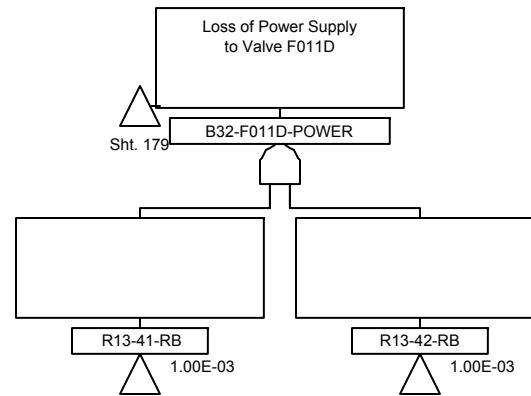 Loss of Power Supply
to Valve F011D
B32-F011D-POWER
Sht. 179
R13-41-RB
R13-42-RB
1.00E-03
1.00E-03